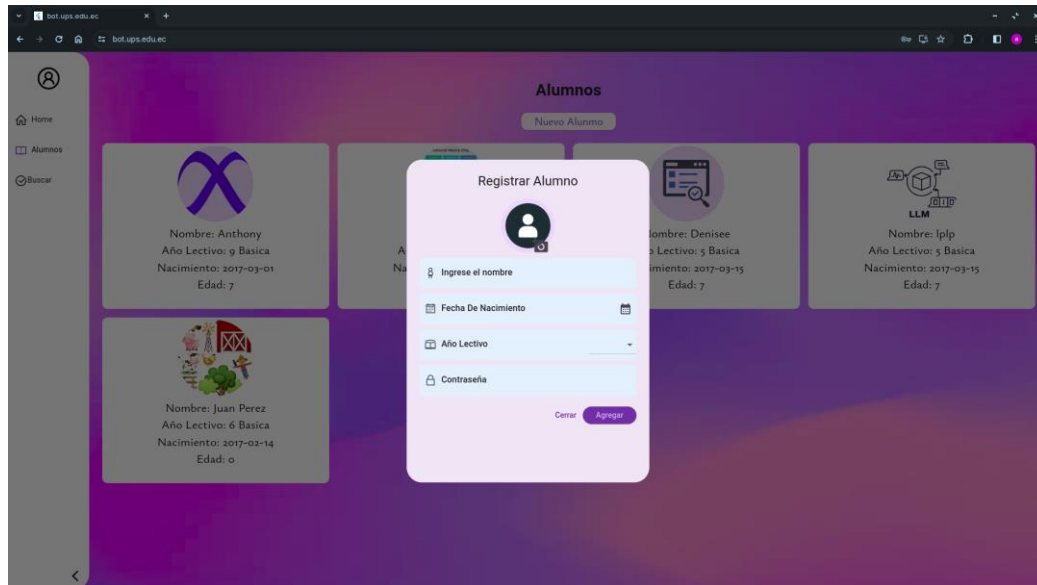 bot.ups.edu.ec
bot.ups.edu.ec
Home
Alumnos
Buscar
Alumnos
Nuevo Alunmo
Nombre: Anthony
Año Lectivo: 9 Basica
Nacimiento: 2017-03-01
Edad: 7
A
Na
ombre: Denisee
o Lectivo: 5 Basica
imiento: 2017-03-15
Edad: 7
LLM
Nombre: lplp
Año Lectivo: 5 Basica
Nacimiento: 2017-03-15
Edad: 7
Nombre: Juan Perez
Año Lectivo: 6 Basica
Nacimiento: 2017-02-14
Edad: 0
Registrar Alumno
Ingrese el nombre
Fecha De Nacimiento
Año Lectivo
Contraseña
Cerrar Agregar